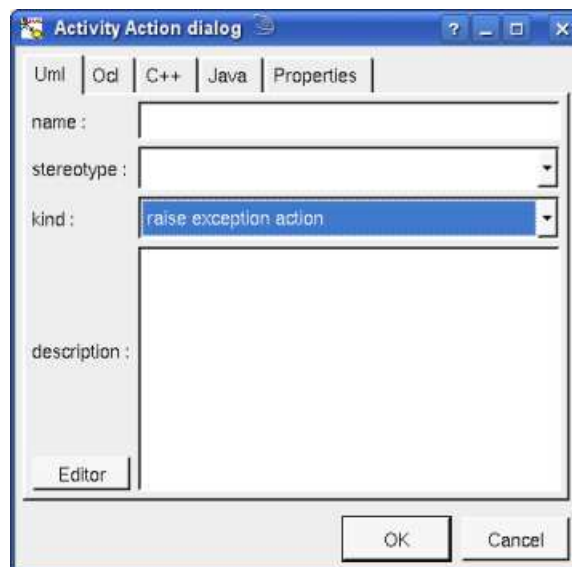 Activity Action dialog
Uml Ocl C++ Java Properties
name :
stereotype :
kind : raise exception action
description :
Editor
OK Cancel